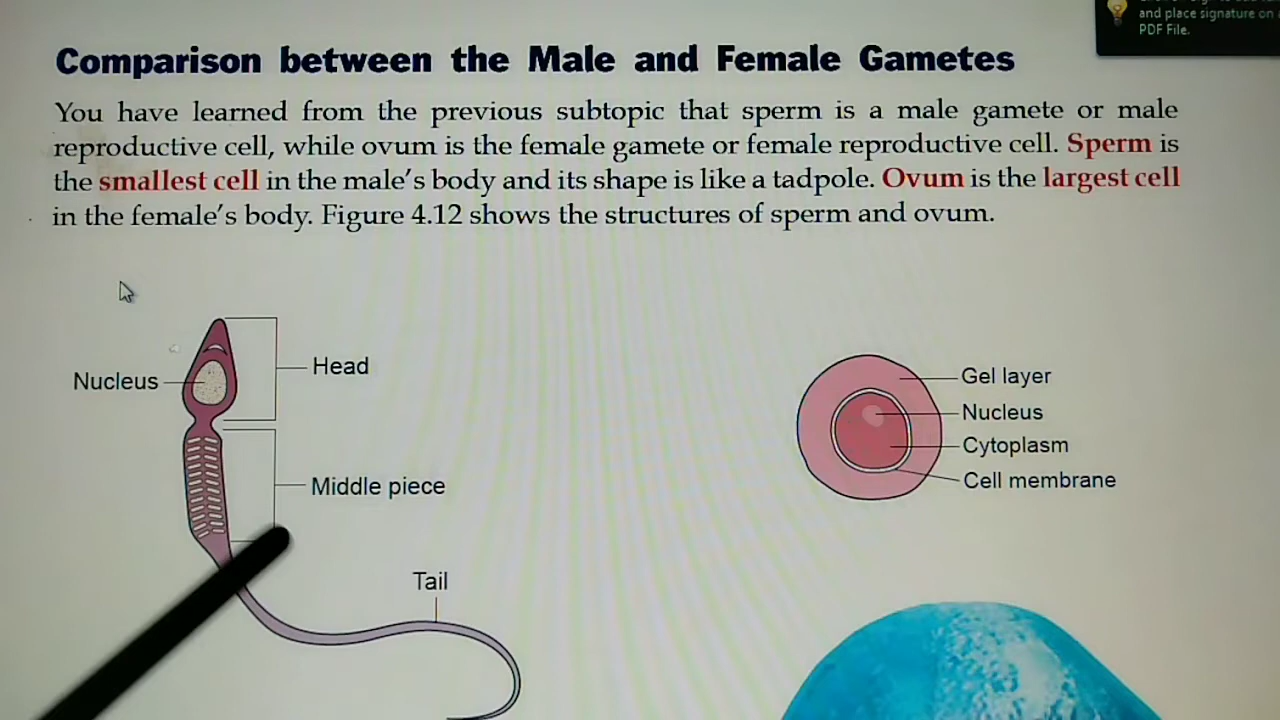 and place signature on
PDF File.
Comparison between the Male and Female Gametes
You have learned from the previous subtopic that sperm is a male gamete or male
reproductive cell, while ovum is the female gamete or female reproductive cell. Sperm is
the smallest cell in the male's body and its shape is like a tadpole. Ovum is the largest cell
in the female's body. Figure 4.12 shows the structures of sperm and ovum.
Head
Nucleus
Middle piece
Tail
Gel layer
Nucleus
Cytoplasm
Cell membrane